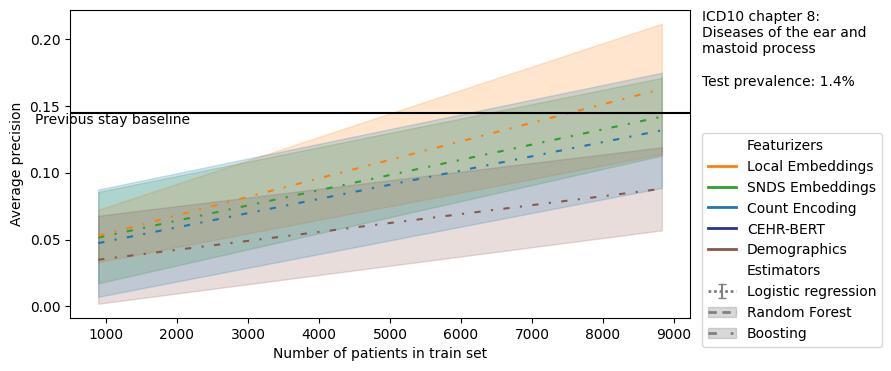 ICD10 chapter 8:
Diseases of the ear and
mastoid process
Test prevalence: 1.4%
0.20
0.15
0.10
0.05
0.00
Average precision
Previous stay baseline
1000 2000 3000 4000 5000 6000 7000 8000 9000
Number of patients in train set
Featurizers
Local Embeddings
SNDS Embeddings
Count Encoding
CEHR-BERT
Demographics
Estimators
Logistic regression
Random Forest
Boosting